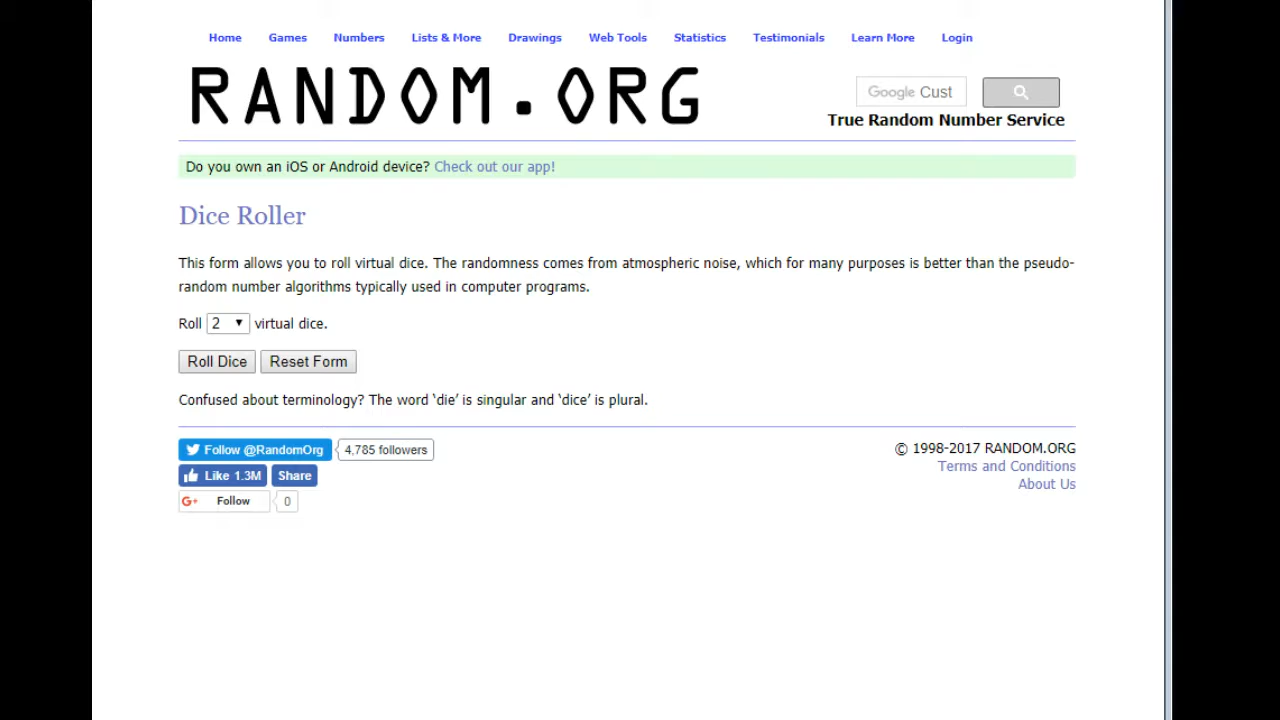 Home Games Numbers Lists & More Drawings Web Tools Statistics Testimonials Learn More Login
RANDOM.ORG
Google Cust
True Random Number Service
Do you own an iOS or Android device? Check out our app!
Dice Roller
This form allows you to roll virtual dice. The randomness comes from atmospheric noise, which for many purposes is better than the pseudo-
random number algorithms typically used in computer programs.
Roll 2 virtual dice.
Roll Dice Reset Form
Confused about terminology? The word ‘die’ is singular and ‘dice’ is plural.
Follow @RandomOrg 4,785 followers
Like 1.3M Share
G+ Follow 0
© 1998-2017 RANDOM.ORG
Terms and Conditions
About Us